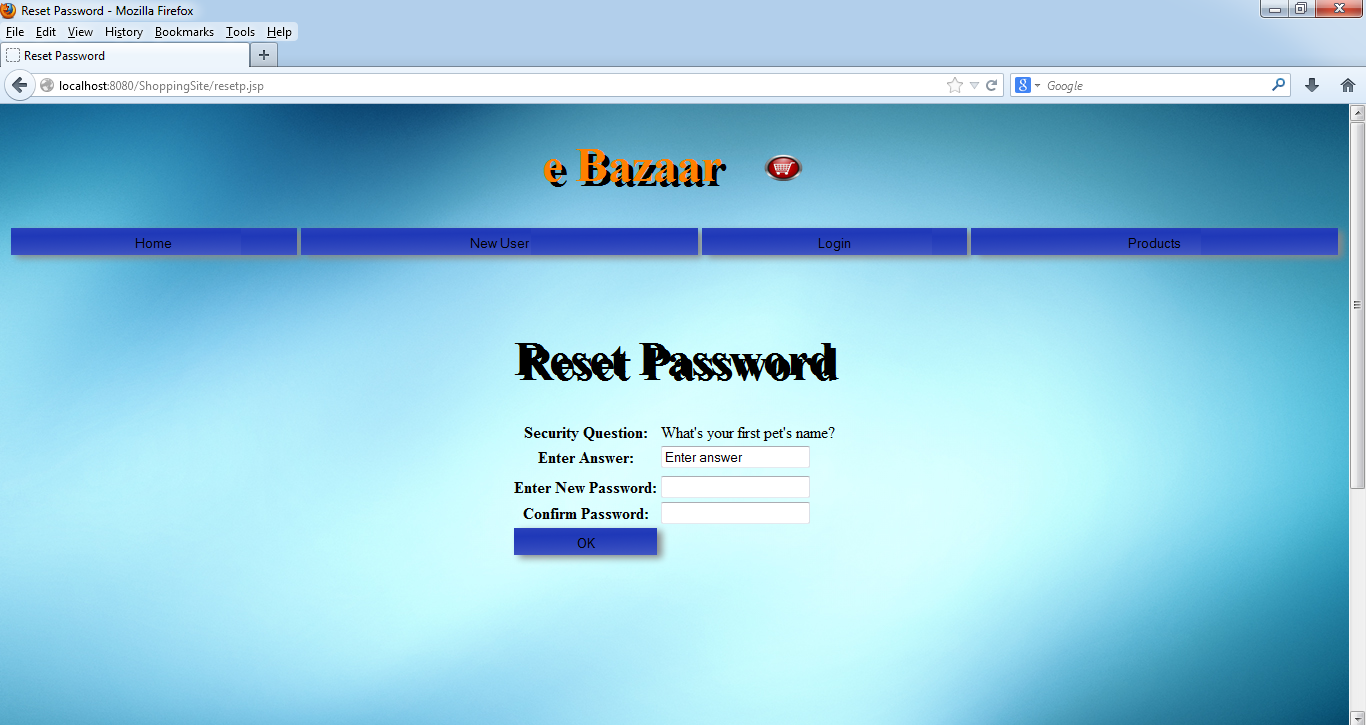 Reset Password - Mozilla Firefox
File Edit View History Bookmarks Tools Help
Reset Password
localhost:8080/ShoppingSite/resetp.jsp
Google
e Bazaar
Home New User Login Products
Reset Password
Security Question: What's your first pet's name?
Enter Answer: Enter answer
Enter New Password:
Confirm Password:
OK